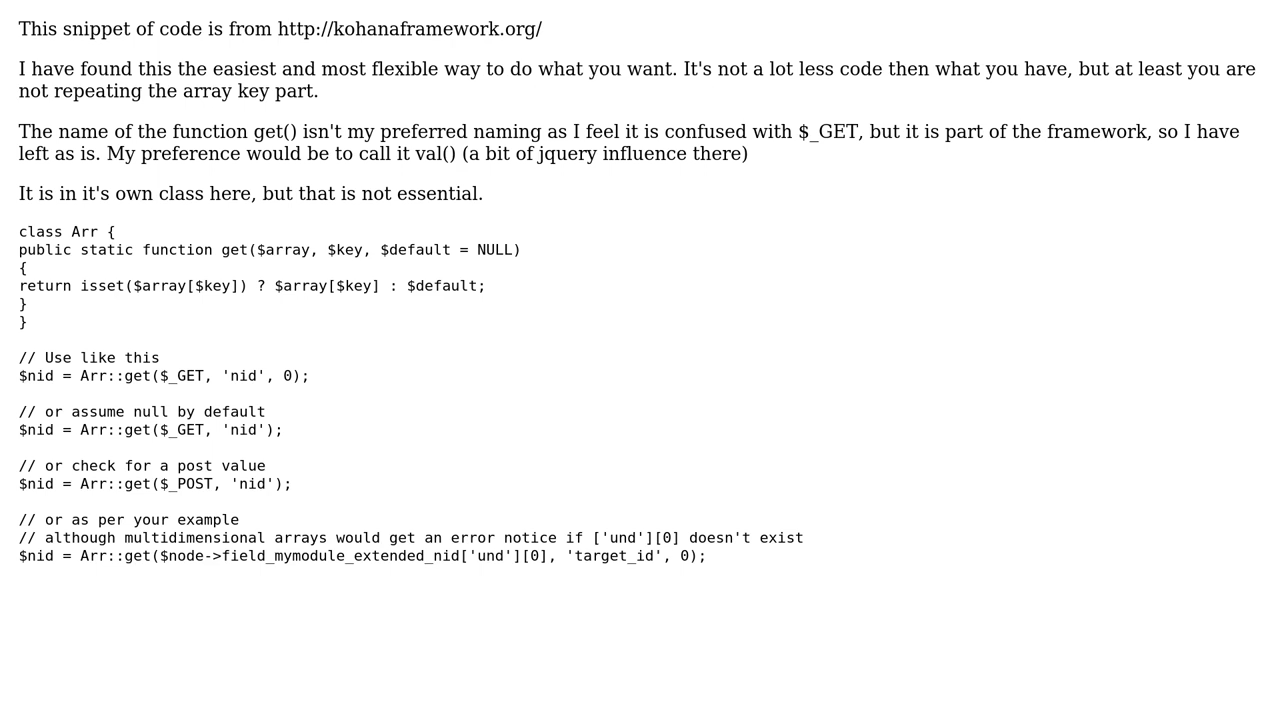 This snippet of code is from http://kohanaframework.org/
I have found this the easiest and most flexible way to do what you want. It's not a lot less code then what you have, but at least you are
not repeating the array key part.
The name of the function get() isn't my preferred naming as I feel it is confused with $_GET, but it is part of the framework, so I have
left as is. My preference would be to call it val() (a bit of jquery influence there)
It is in it's own class here, but that is not essential.
class Arr {
public static function get($array, $key, $default = NULL)
{
return isset($array[$key]) ? $array[$key] : $default;
}
}
// Use like this
$nid = Arr::get($_GET, 'nid', 0);
// or assume null by default
$nid = Arr::get($_GET, 'nid');
// or check for a post value
$nid = Arr::get($_POST, 'nid');
// or as per your example
// although multidimensional arrays would get an error notice if ['und'][0] doesn't exist
$nid = Arr::get($node->field_mymodule_extended_nid['und'][0], 'target_id', 0);